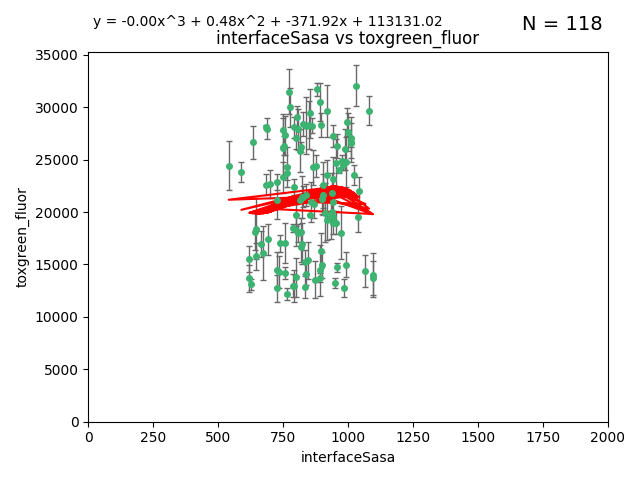 y = -0.00x^3 + 0.48x^2 + -371.92x + 113131.02
N = 118
interfaceSasa vs toxgreen_fluor
35000
30000
25000
20000
15000
10000
5000
0
toxgreen_fluor
0 250 500 750 1000 1250 1500 1750 2000
interfaceSasa